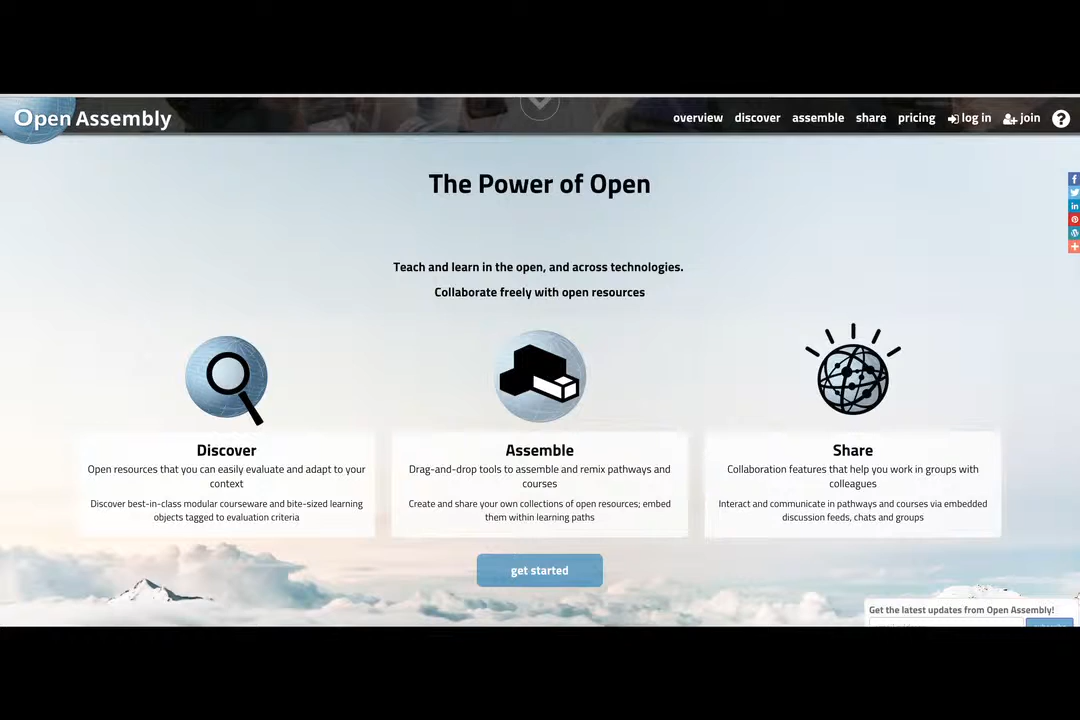 Open Assembly
overview discover assemble share pricing log in join ?
The Power of Open
Teach and learn in the open, and across technologies.
Collaborate freely with open resources
Discover
Open resources that you can easily evaluate and adapt to your
context
Discover best-in-class modular courseware and bite-sized learning
objects tagged to evaluation criteria
Assemble
Drag-and-drop tools to assemble and remix pathways and
courses
Create and share your own collections of open resources; embed
them within learning paths
Share
Collaboration features that help you work in groups with
colleagues
Interact and communicate in pathways and courses via embedded
discussion feeds, chats and groups
get started
Get the latest updates from Open Assembly!